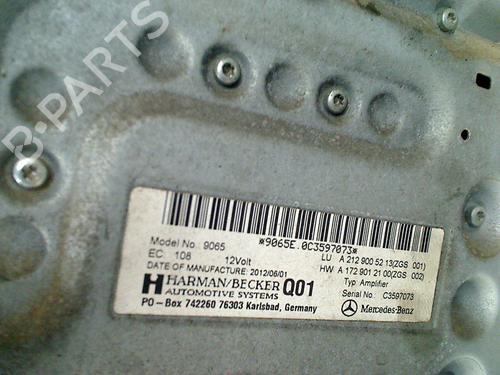 B-PARTS
*9065E.0C3597073*
Model No.: 9065
EC: 108 12Volt
DATE OF MANUFACTURE: 2012/06/01
LU A 212 900 52 13(ZGS 001)
HW A 172 901 21 00(ZGS 002)
Typ Amplifier
Serial No.: C3597073
HARMAN/BECKER Q01
AUTOMOTIVE SYSTEMS
Mercedes-Benz
PO-Box 742260 76303 Karlsbad, Germany